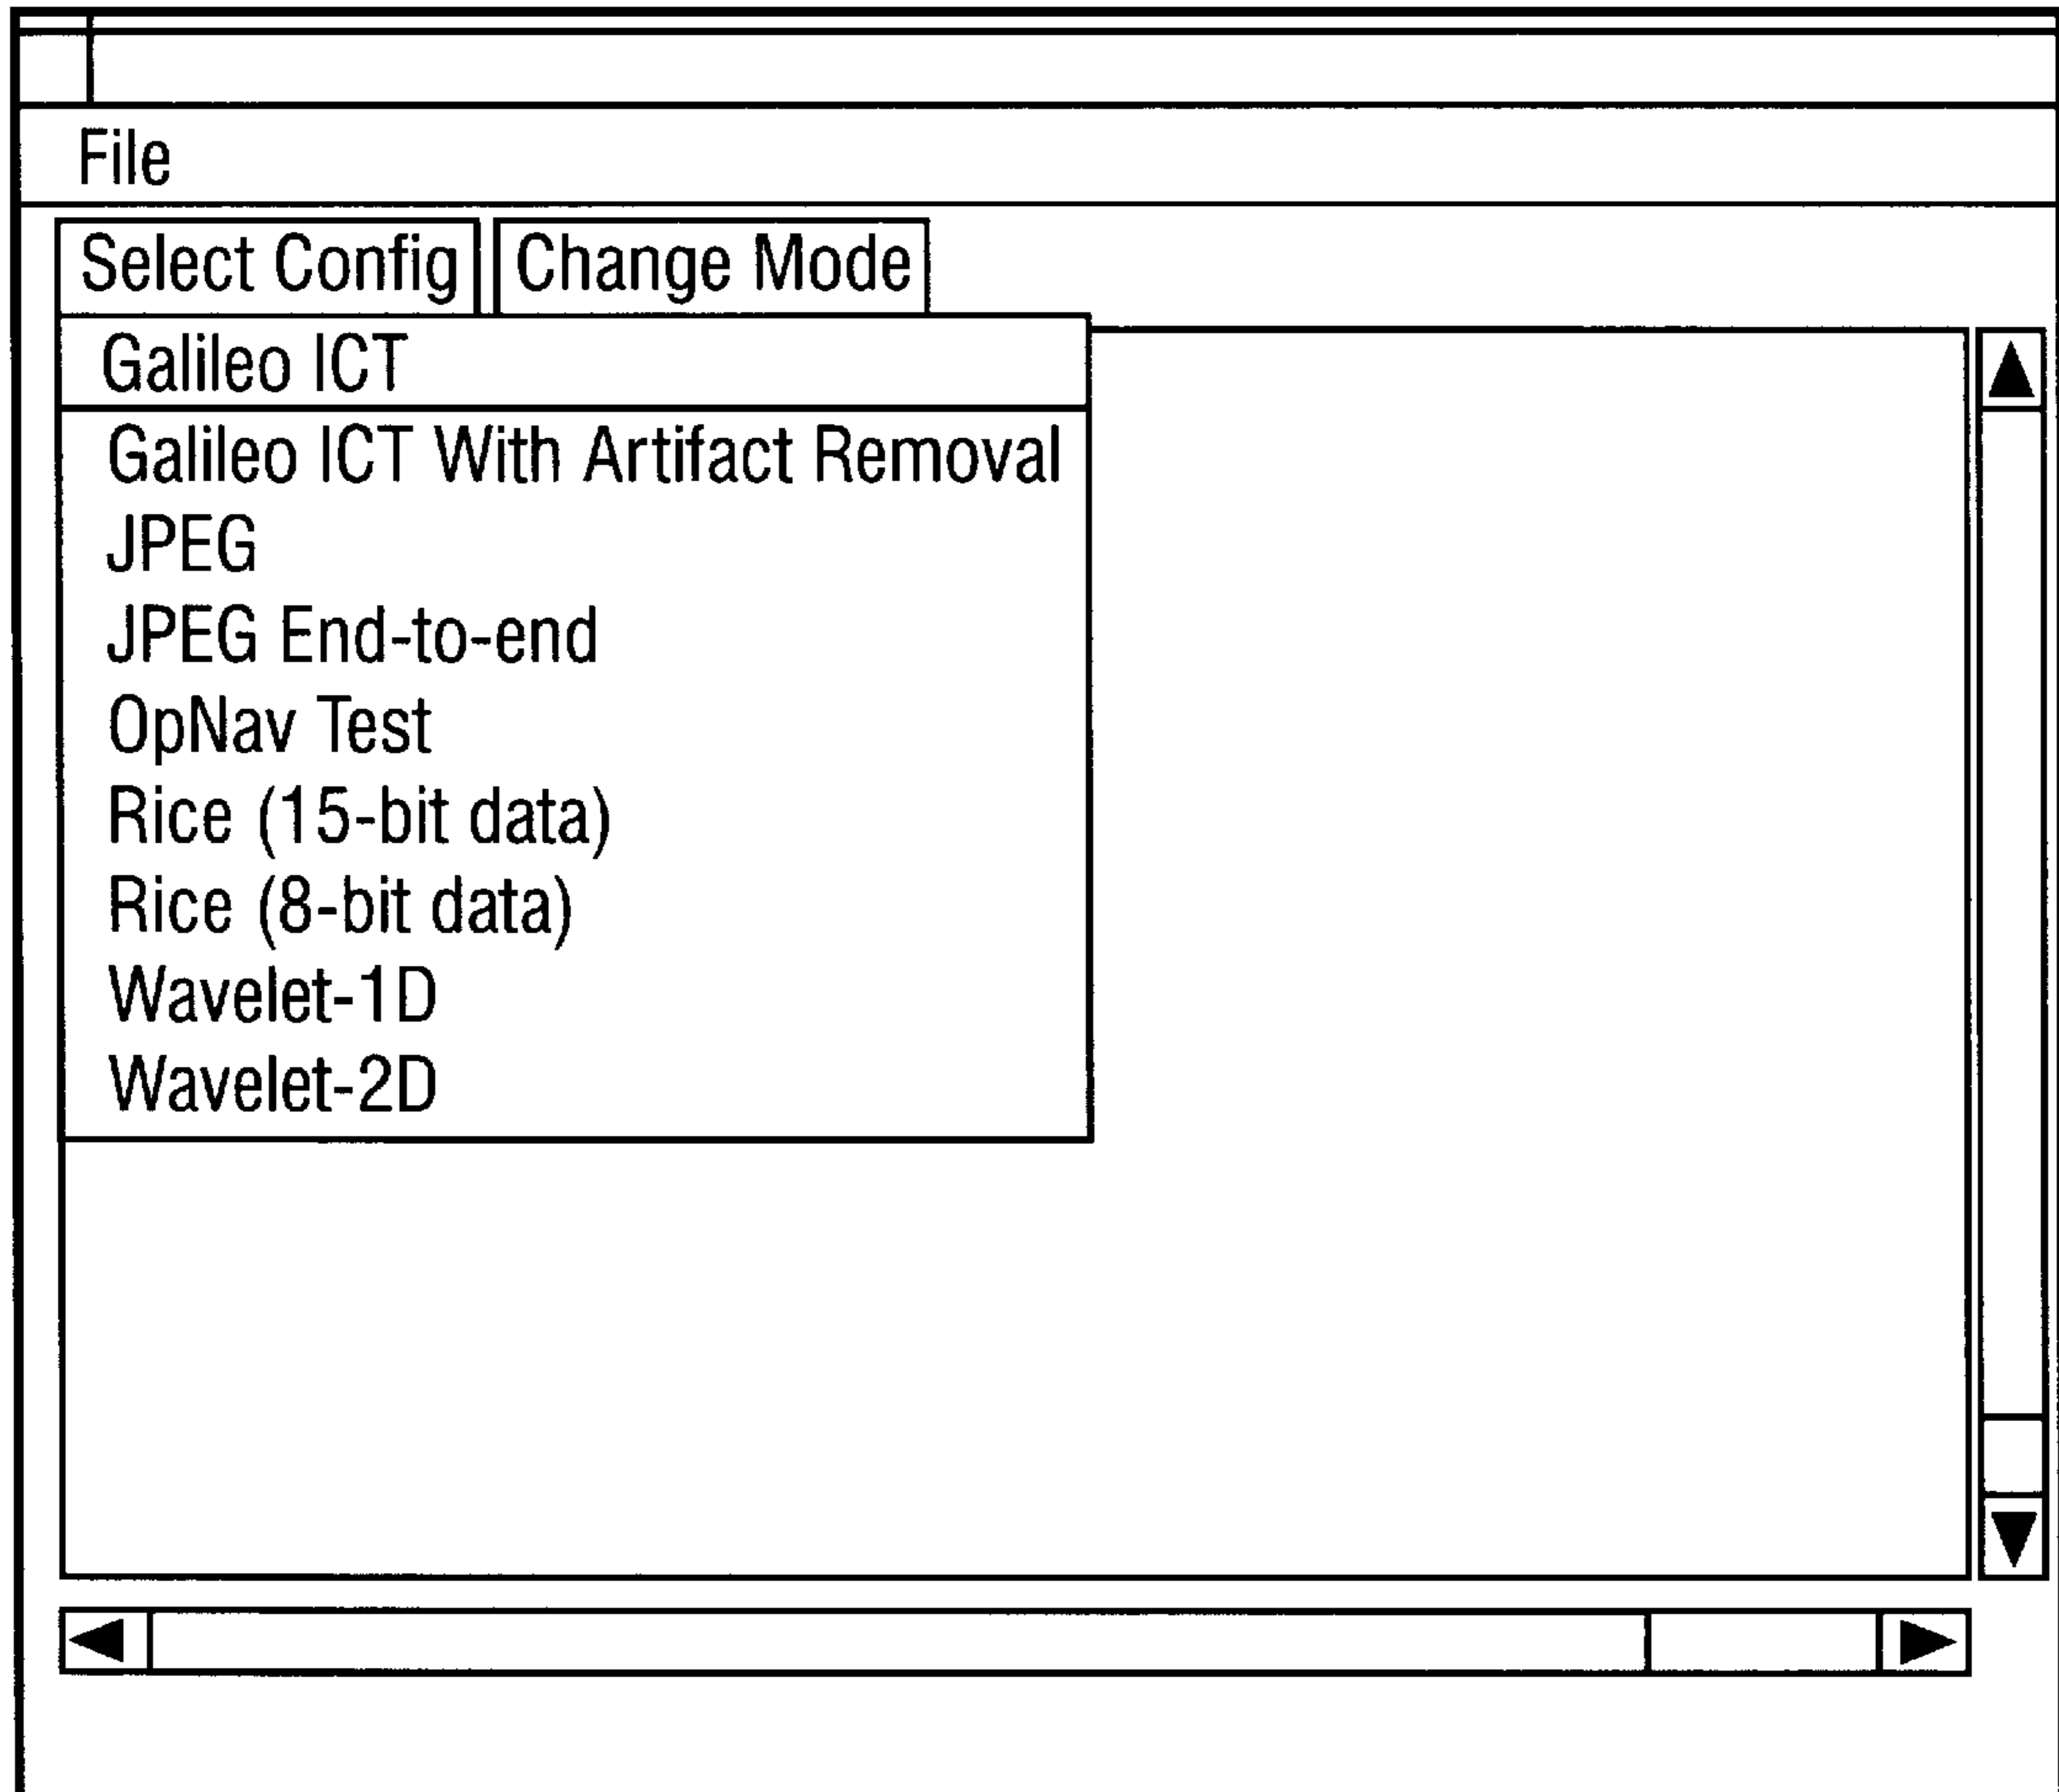 File
Select Config Change Mode
Galileo ICT
Galileo ICT With Artifact Removal
JPEG
JPEG End-to-end
OpNav Test
Rice (15-bit data)
Rice (8-bit data)
Wavelet-1D
Wavelet-2D